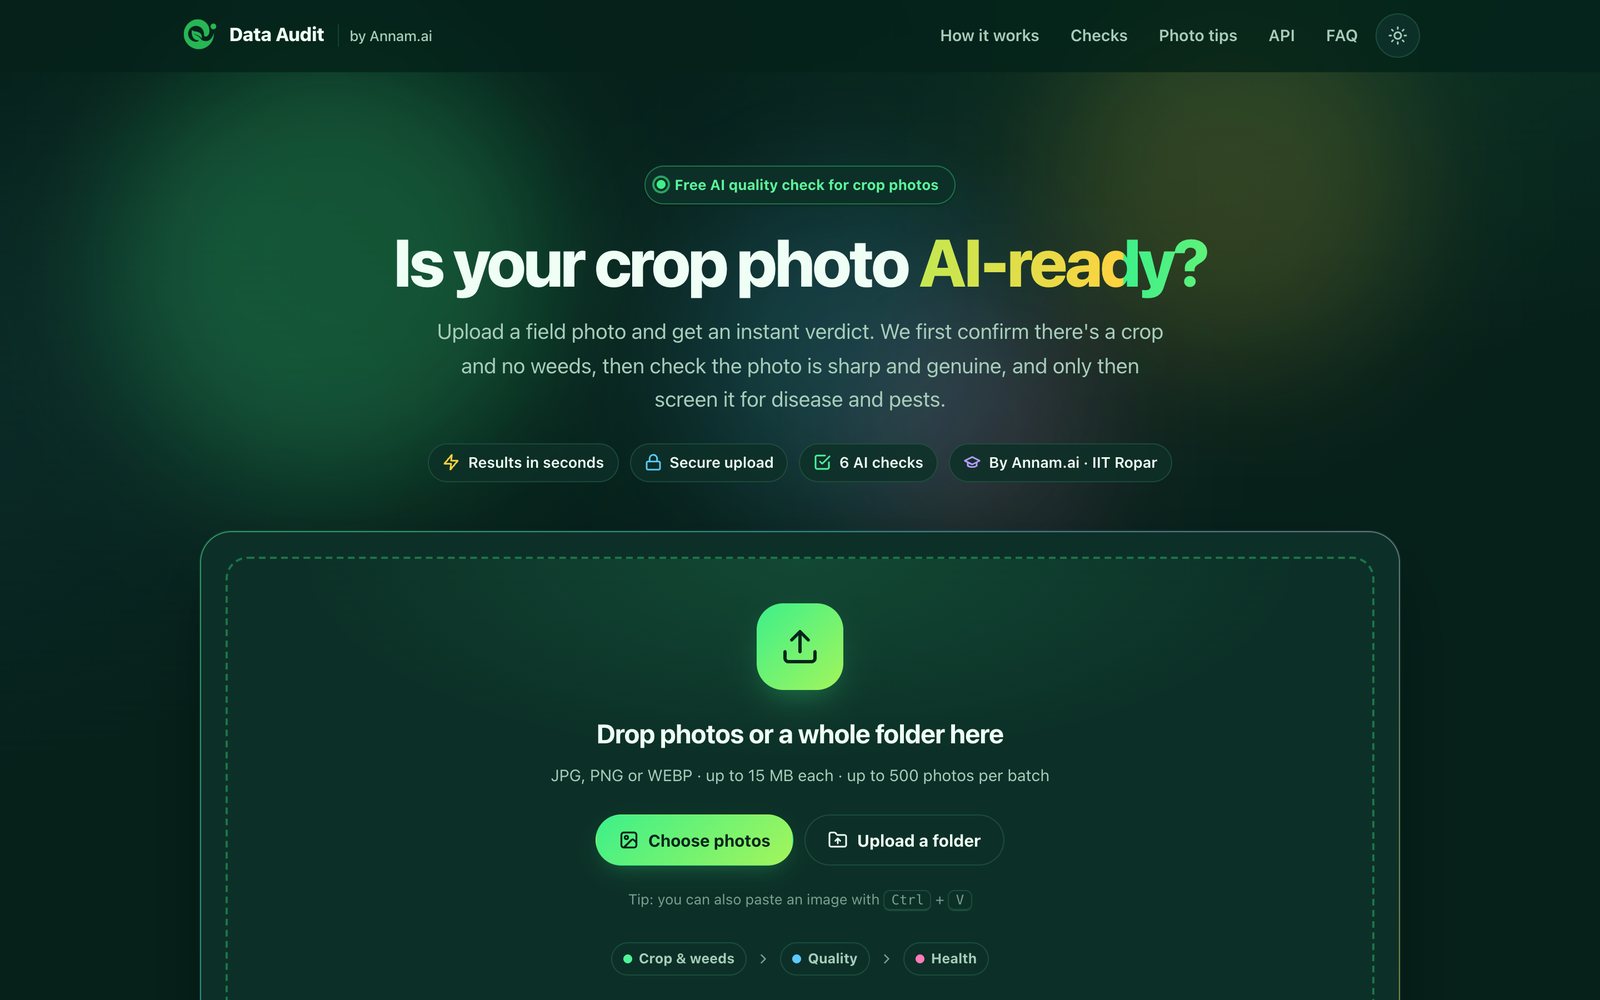 Data Audit
by Annam.ai
How it works
Checks
Photo tips
API
FAQ
Free AI quality check for crop photos
Is your crop photo AI-ready?
Upload a field photo and get an instant verdict. We first confirm there's a crop
and no weeds, then check the photo is sharp and genuine, and only then
screen it for disease and pests.
Results in seconds
Secure upload
6 AI checks
By Annam.ai · IIT Ropar
Drop photos or a whole folder here
JPG, PNG or WEBP · up to 15 MB each · up to 500 photos per batch
Choose photos
Upload a folder
Tip: you can also paste an image with Ctrl + V
Crop & weeds
Quality
Health